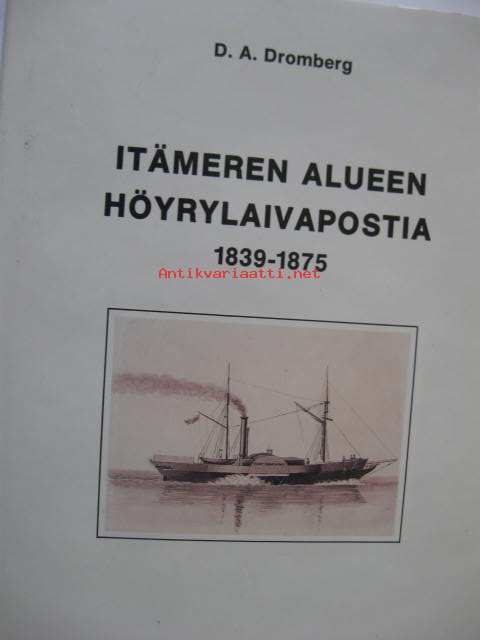 D. A. Dromberg
ITÄMEREN ALUEEN
HÖYRYLAIVAPOSTIA
1839-1875
Antikvariaatti.net